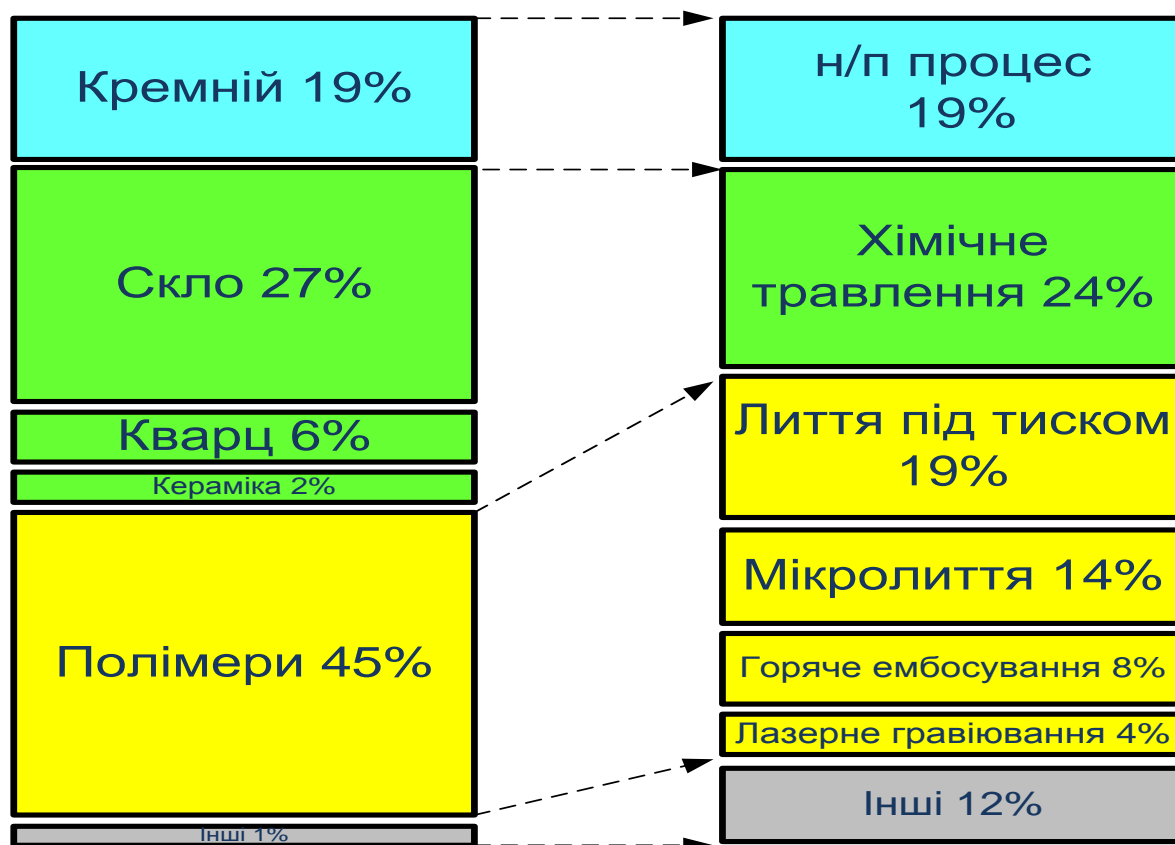 Кремній 19%
Скло 27%
Кварц 6%
Кераміка 2%
Полімери 45%
Інші 1%
н/п процес
19%
Хімічне
травлення 24%
Лиття під тиском
19%
Мікролиття 14%
Горяче ембосування 8%
Лазерне гравіювання 4%
Інші 12%